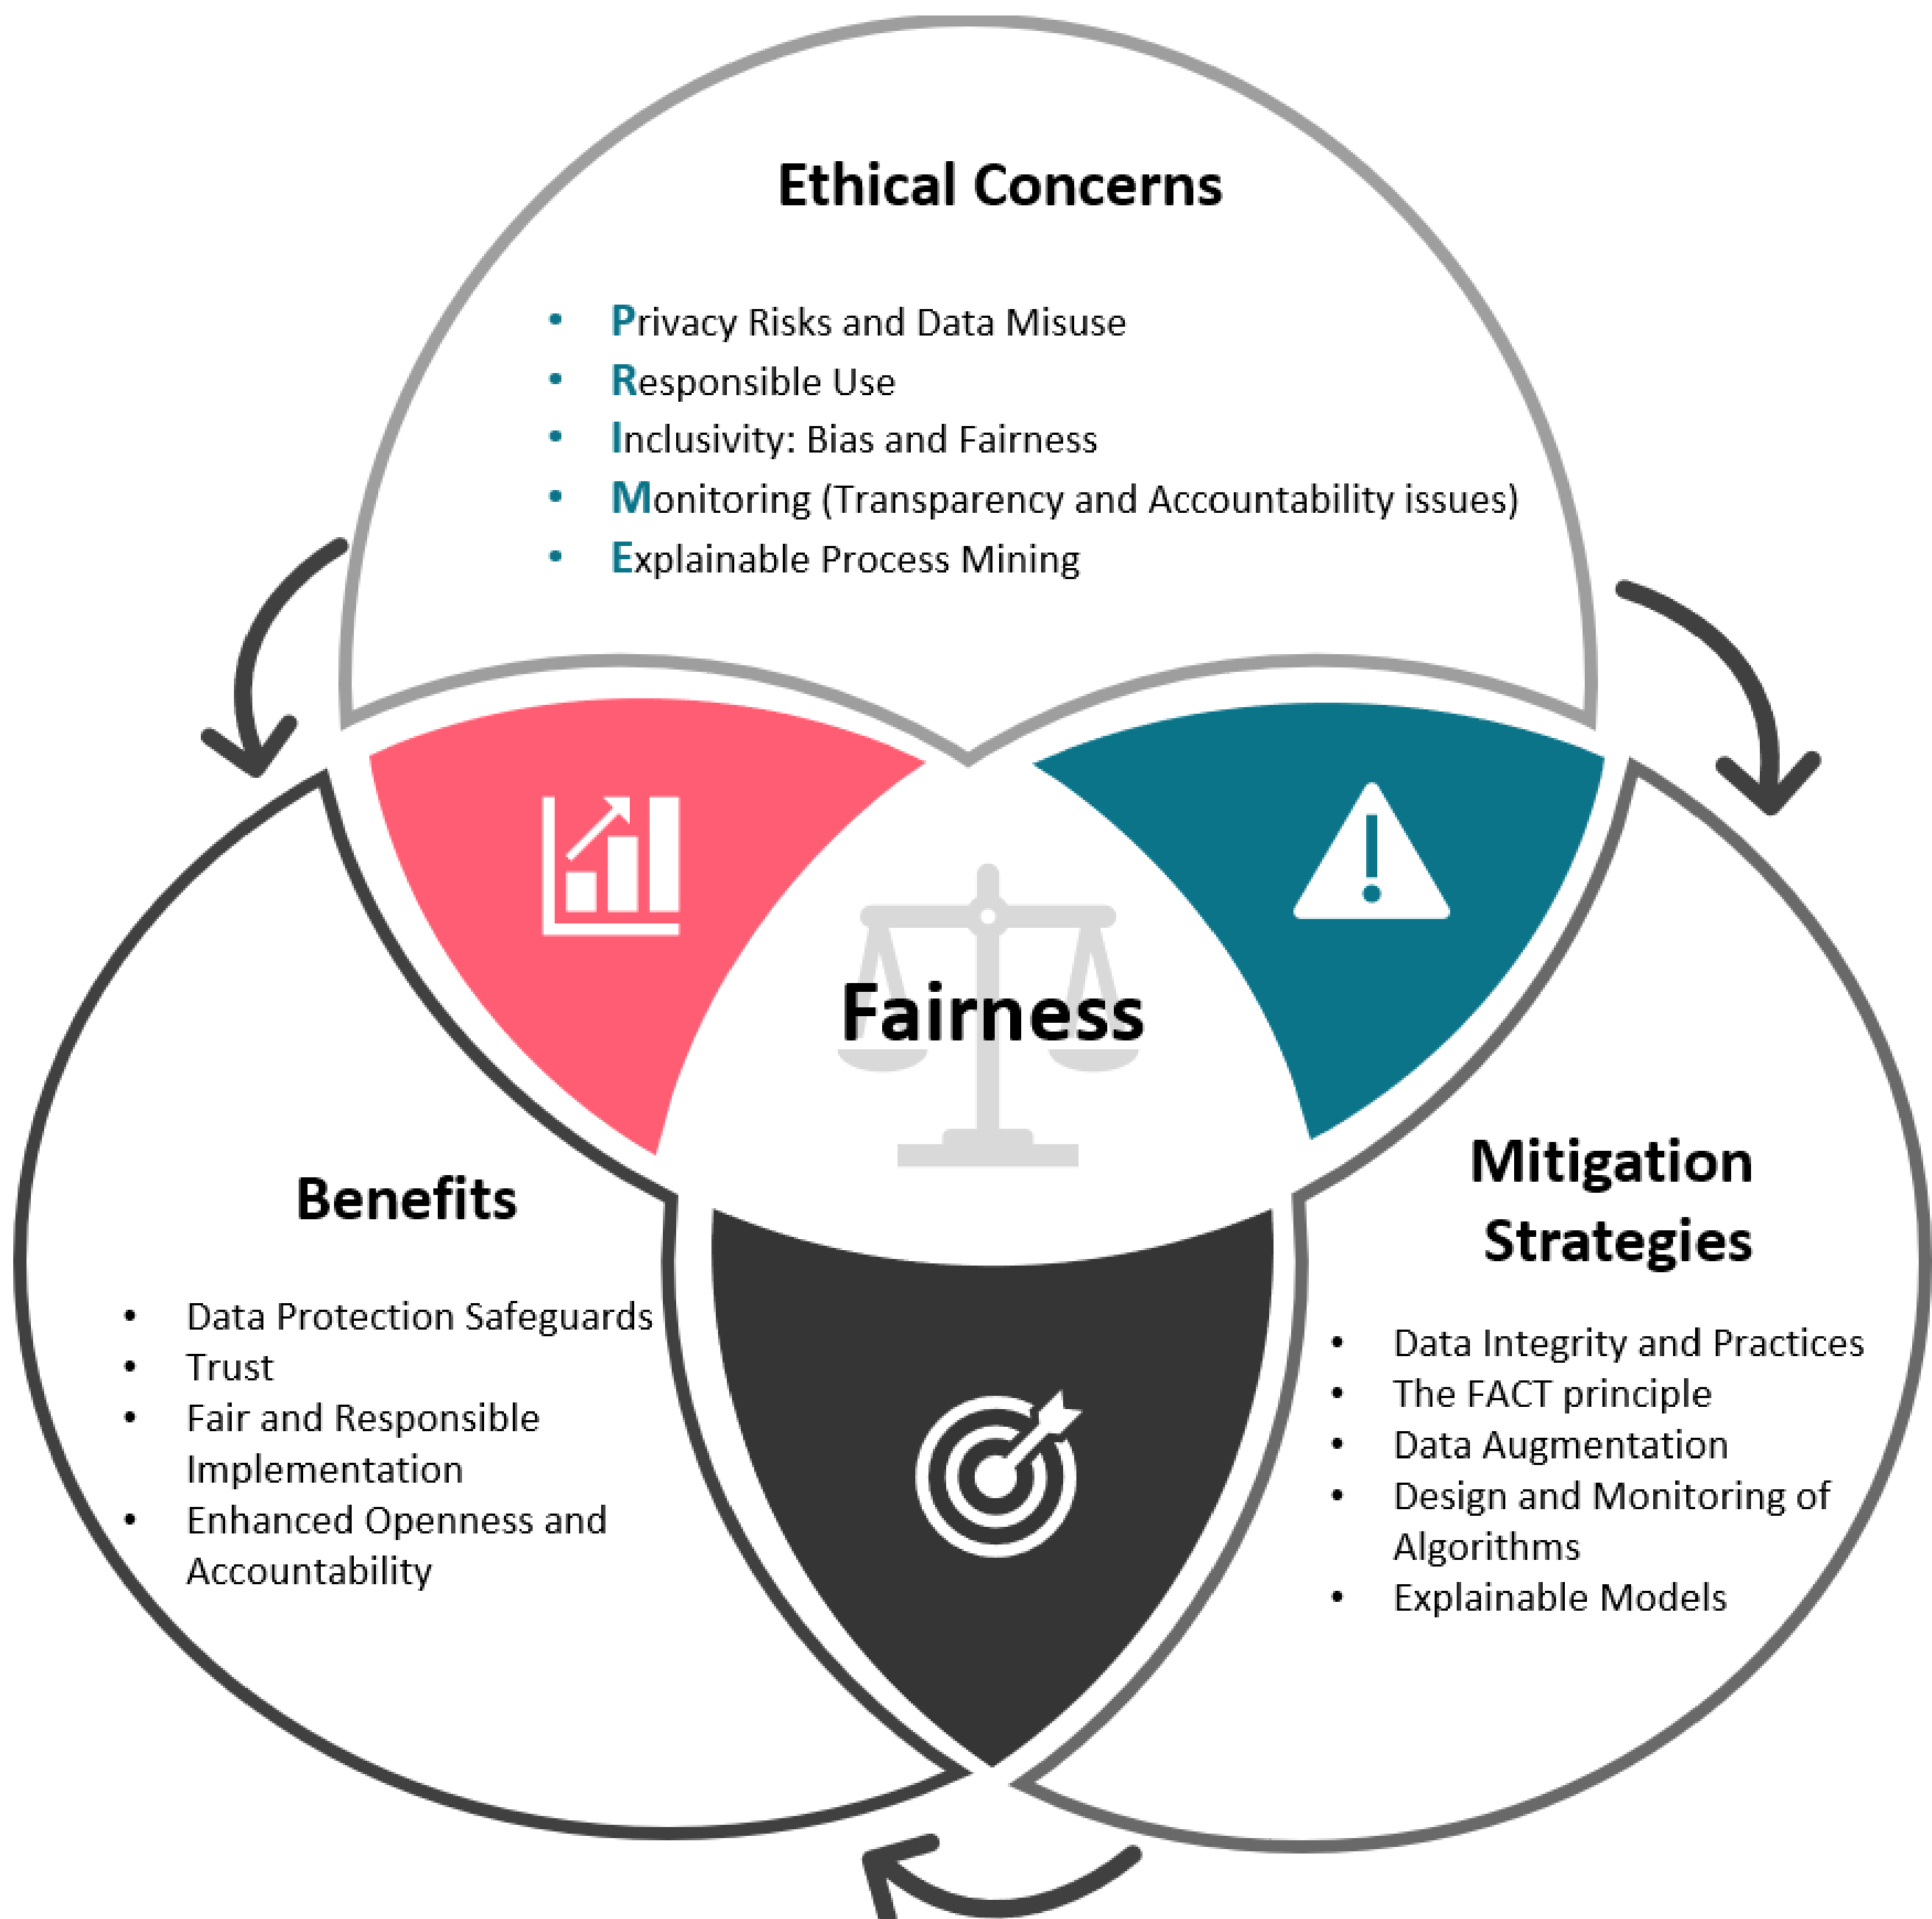 Ethical Concerns
• Privacy Risks and Data Misuse
• Responsible Use
• Inclusivity: Bias and Fairness
• Monitoring (Transparency and Accountability issues)
• Explainable Process Mining
Fairness
Benefits
• Data Protection Safeguards
• Trust
• Fair and Responsible
Implementation
• Enhanced Openness and
Accountability
Mitigation
Strategies
• Data Integrity and Practices
• The FACT principle
• Data Augmentation
• Design and Monitoring of
Algorithms
• Explainable Models